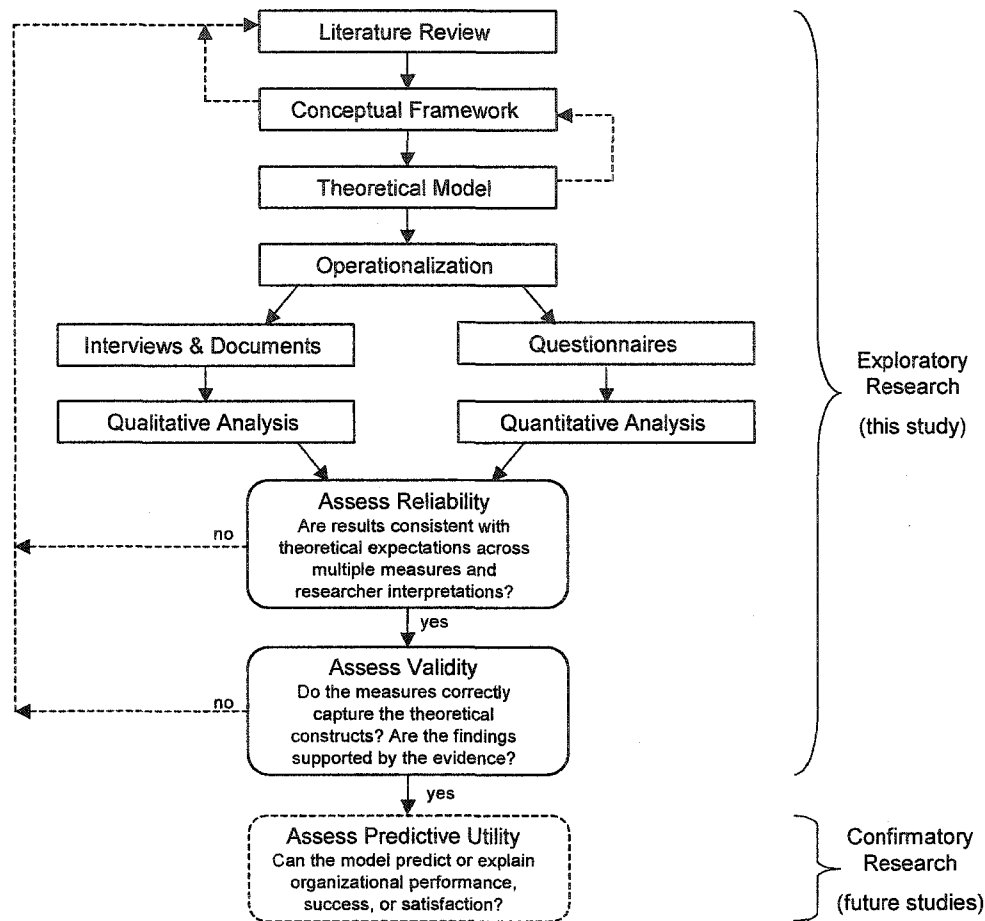 Literature Review
Conceptual Framework
Theoretical Model
Operationalization
Interviews & Documents
Questionnaires
Qualitative Analysis
Quantitative Analysis
Exploratory
Research
(this study)
Assess Reliability
Are results consistent with
theoretical expectations across
multiple measures and
researcher interpretations?
no
yes
Assess Validity
Do the measures correctly
capture the theoretical
constructs? Are the findings
supported by the evidence?
no
yes
Assess Predictive Utility
Can the model predict or explain
organizational performance,
success, or satisfaction?
Confirmatory
Research
(future studies)